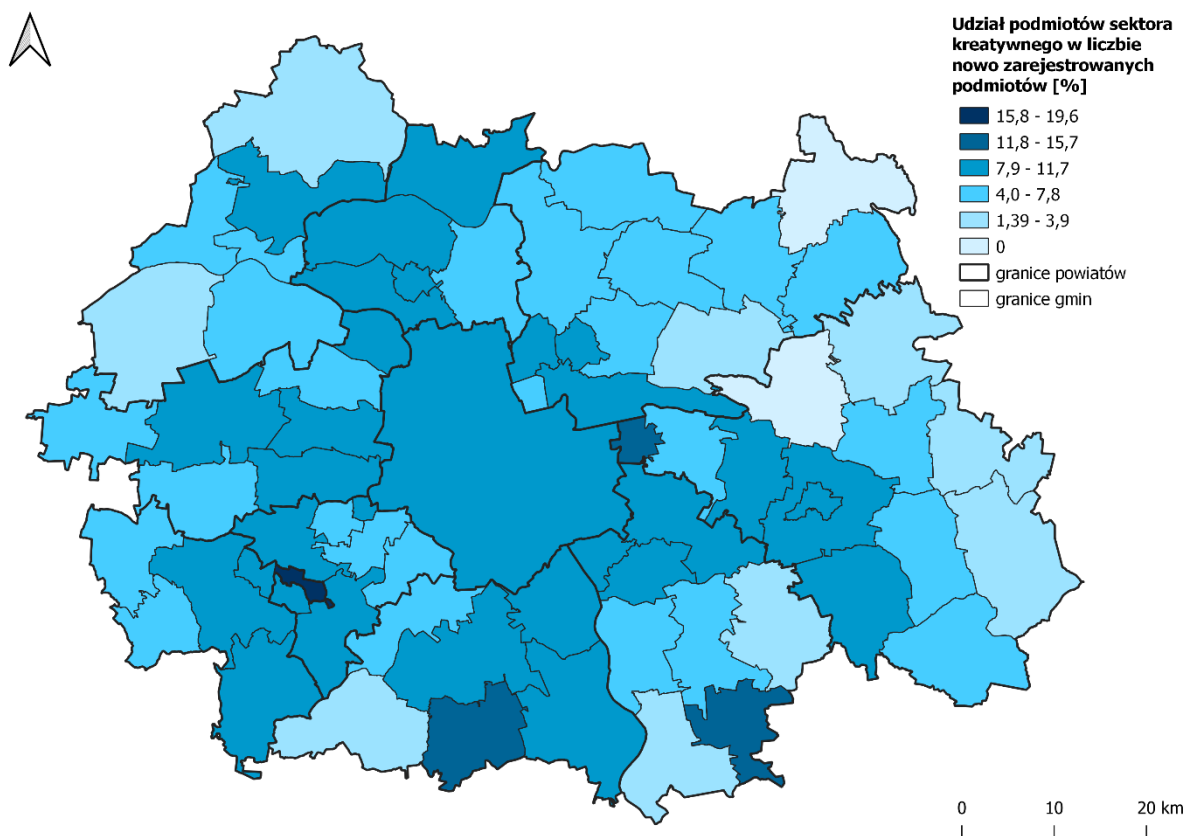 Udział podmiotów sektora
kreatywnego w liczbie
nowo zarejestrowanych
podmiotów [%]
15,8 - 19,6
11,8 - 15,7
7,9 - 11,7
4,0 - 7,8
1,39 - 3,9
0
granice powiatów
granice gmin
0 10 20 km